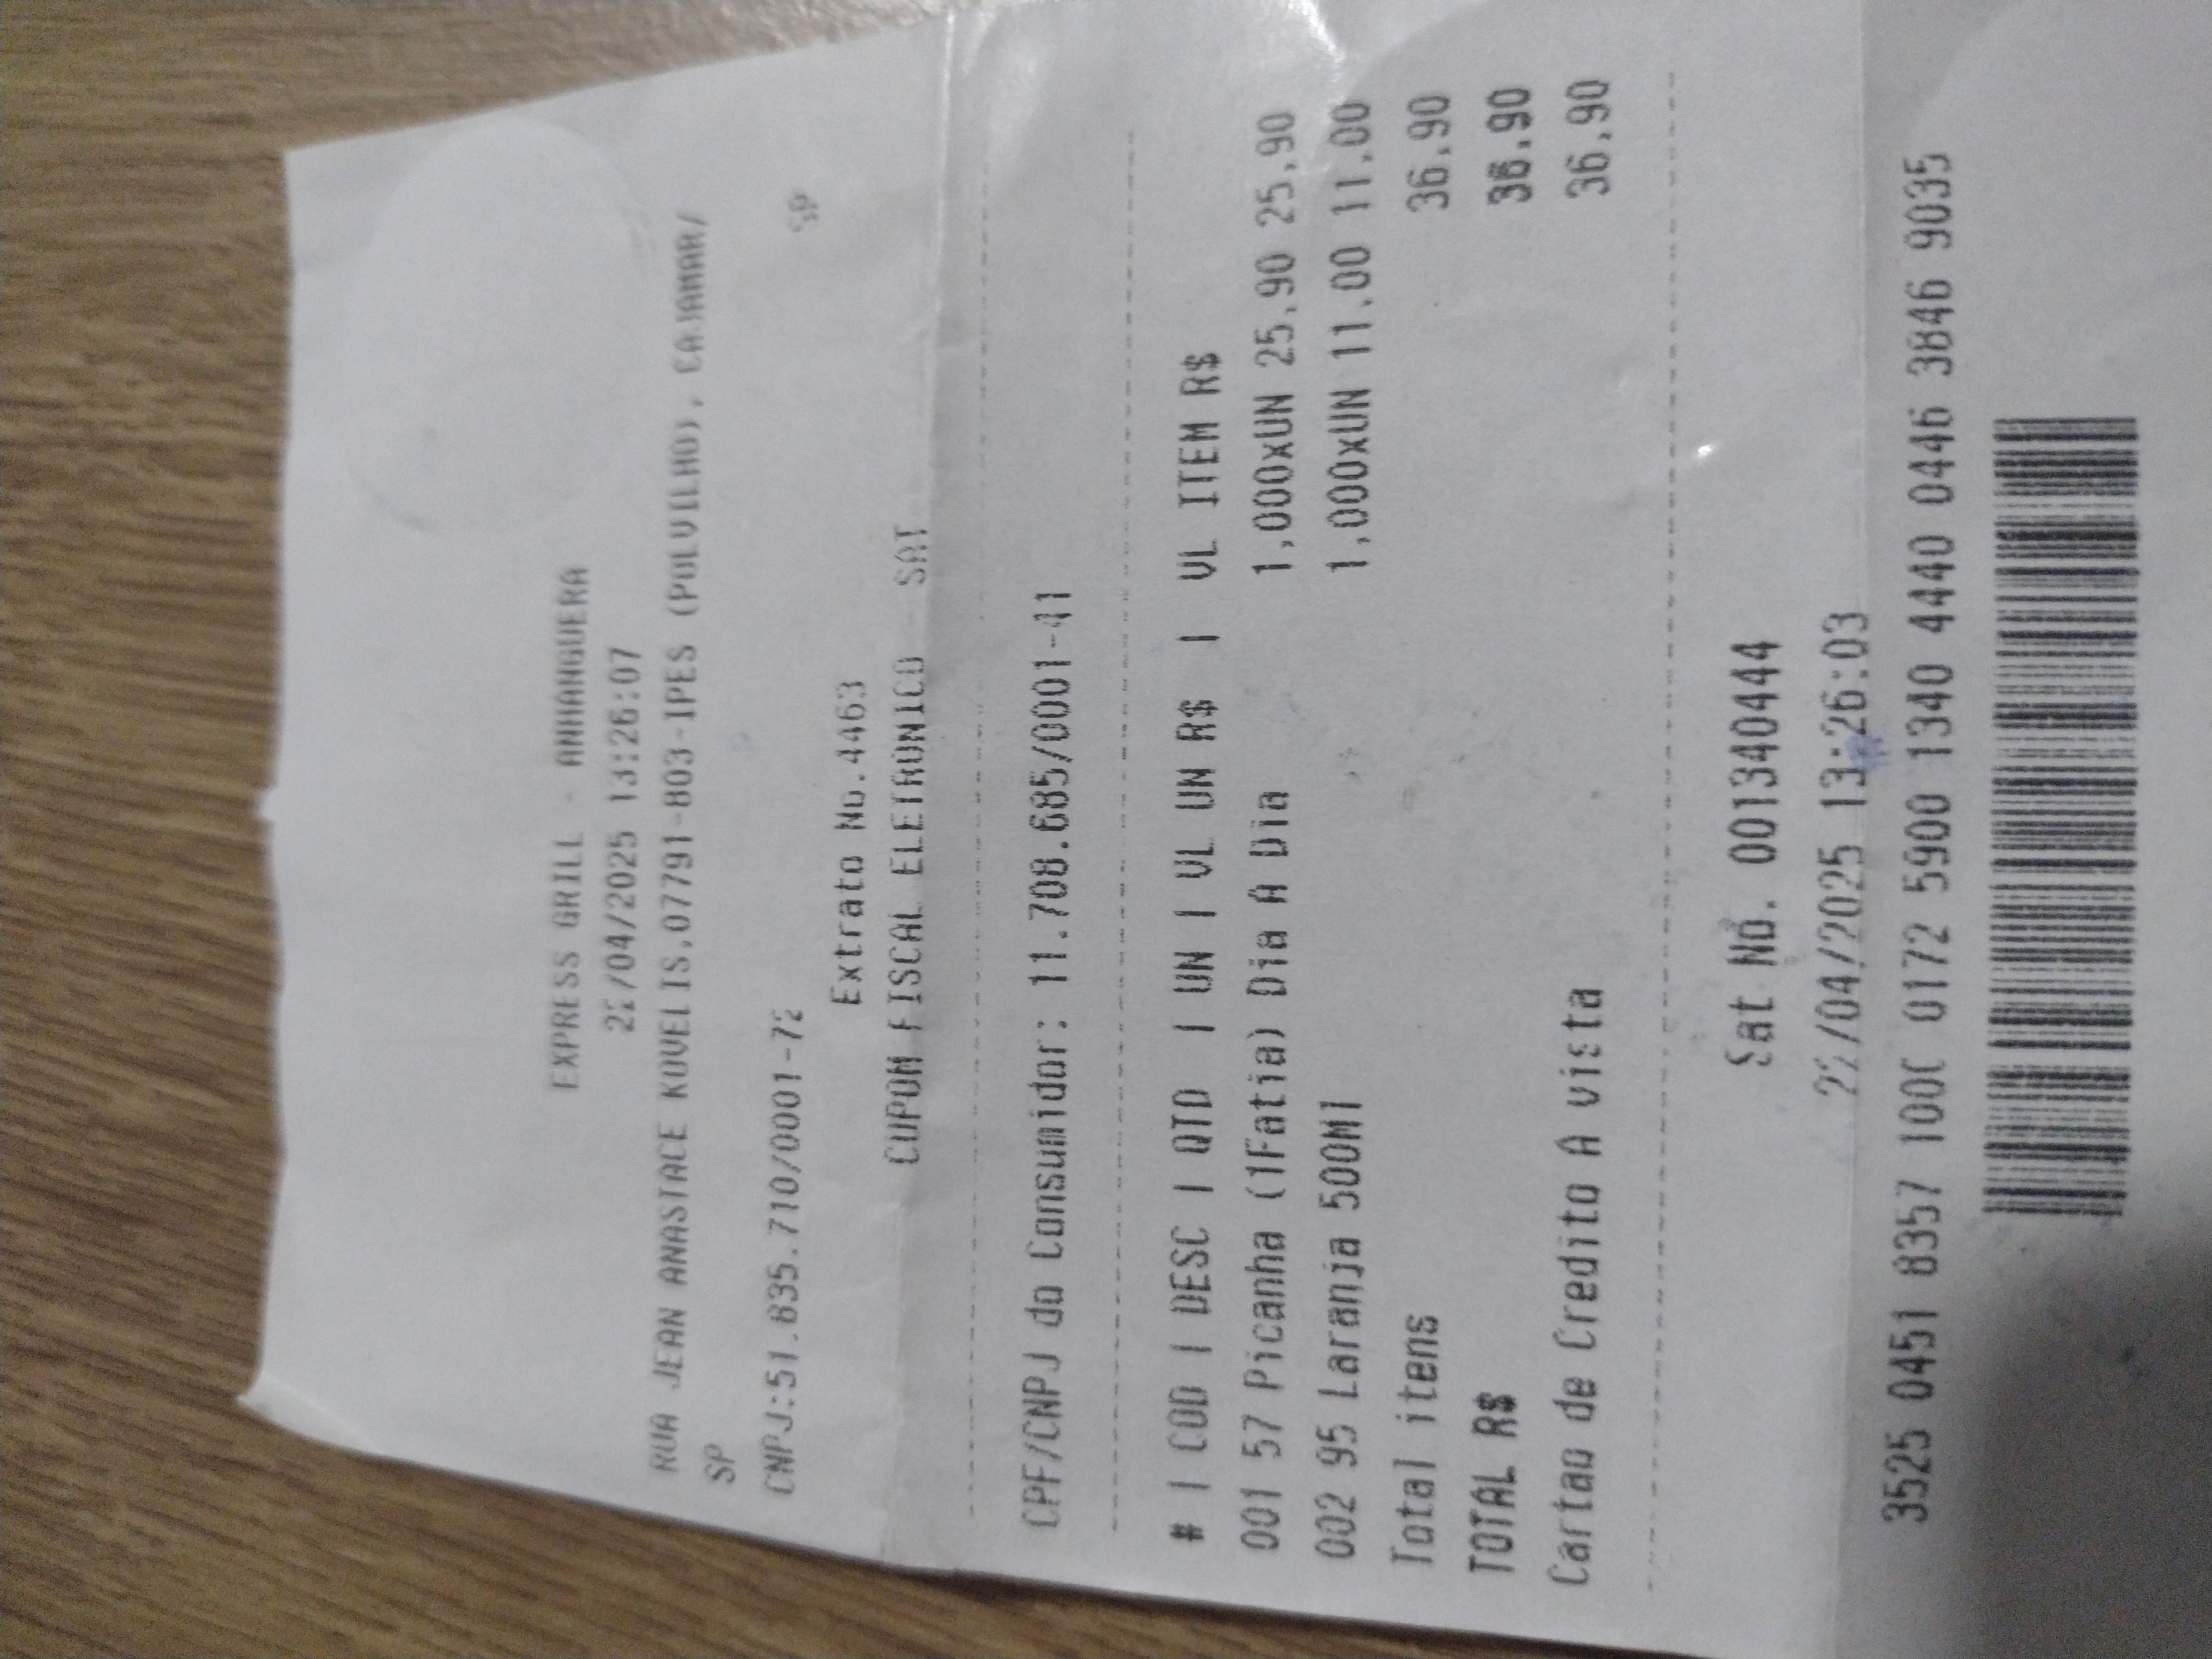 EXPRESS GRILL - ANHANGUERA
22/04/2025 13:26:07
RUA JEAN ANASTACE KOVELIS,07791-803-IPES (POLVILHO), CAJAMAR/
SP SP
CNPJ:51.835.710/0001-72
Extrato No.4463
CUPOM FISCAL ELETRONICO SAT
CPF/CNPJ do Consumidor: 11.708.685/0001-41
# | COD | DESC | QTD | UN | VL UN R$ | VL ITEM R$
001 57 Picanha (1Fatia) Dia A Dia 1,000xUN 25,90 25,90
002 95 Laranja 500Ml 1,000xUN 11.00 11,00
Total itens 36,90
TOTAL R$ 36,90
Cartao de Credito A vista 36,90
Sat No. 001340444
22/04/2025 13:26:03
3525 0451 8357 1000 0172 5900 1340 4440 0446 3846 9035